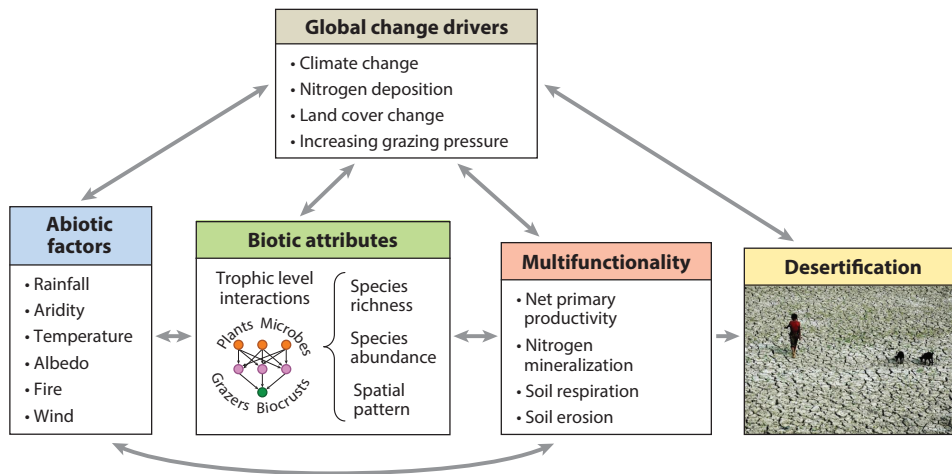 Global change drivers
• Climate change
• Nitrogen deposition
• Land cover change
• Increasing grazing pressure
Abiotic
factors
• Rainfall
• Aridity
• Temperature
• Albedo
• Fire
• Wind
Biotic attributes
Trophic level
interactions
Plants Microbes
Grazers Biocrusts
Species
richness
Species
abundance
Spatial
pattern
Multifunctionality
• Net primary
productivity
• Nitrogen
mineralization
• Soil respiration
• Soil erosion
Desertification